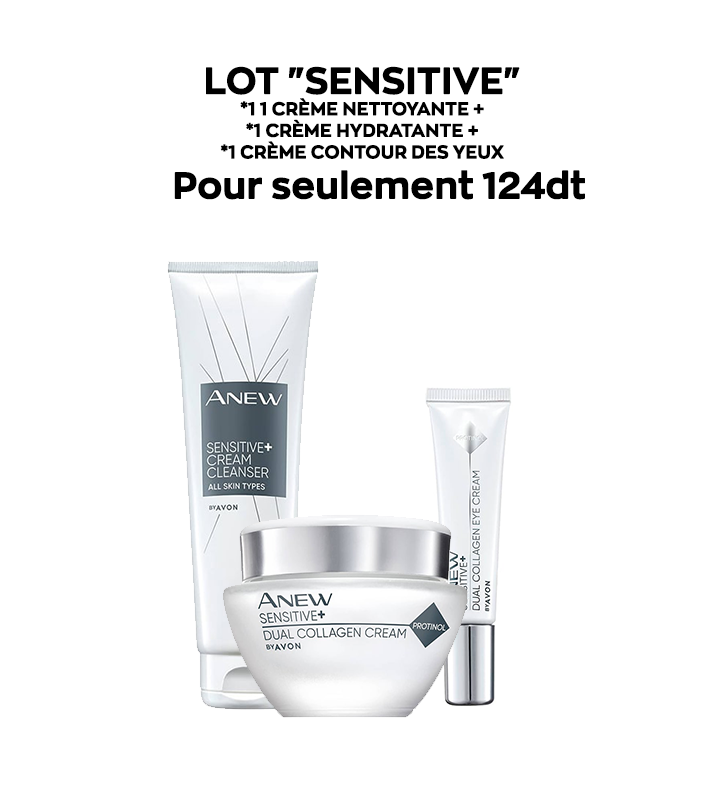 LOT "SENSITIVE"
*1 1 CRÈME NETTOYANTE +
*1 CRÈME HYDRATANTE +
*1 CRÈME CONTOUR DES YEUX
Pour seulement 124dt
ANEW
SENSITIVE+
CREAM
CLEANSER
ALL SKIN TYPES
BY AVON
ANEW
SENSITIVE+
DUAL COLLAGEN CREAM
PROTINOL
BY AVON
PROTINOL
DUAL COLLAGEN EYE CREAM
BY AVON